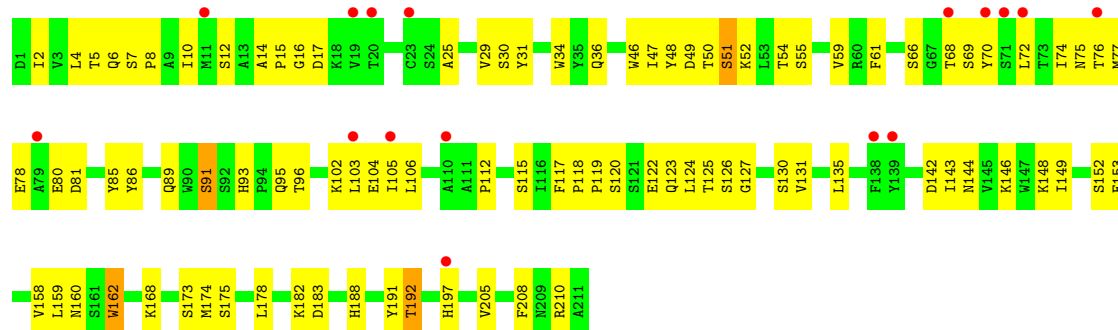 D1 I2 V3 L4 T5 Q6 S7 P8 A9 I10 M11 S12 A13 A14 P15 G16 D17 K18 V19 T20 C23 S24 A25 V29 S30 Y31 W34 Y35 Q36 W46 I47 Y48 D49 T50 S51 K52 L53 T54 S55 V59 R60 F61 S66 G67 T68 S69 Y70 S71 L72 T73 I74 N75 T76 M77
E78 A79 E80 D81 Y85 Y86 Q89 W90 S91 S92 H93 P94 Q95 T96 K102 L103 E104 I105 L106 A110 A111 P112 S115 I116 F117 P118 P119 S120 S121 E122 Q123 L124 T125 S126 G127 S130 V131 L135 F138 Y139 D142 I143 N144 V145 K146 W147 K148 I149 S152 E153
V158 L159 N160 S161 W162 K168 S173 M174 S175 L178 K182 D183 H188 Y191 T192 H197 V205 F208 N209 R210 A211